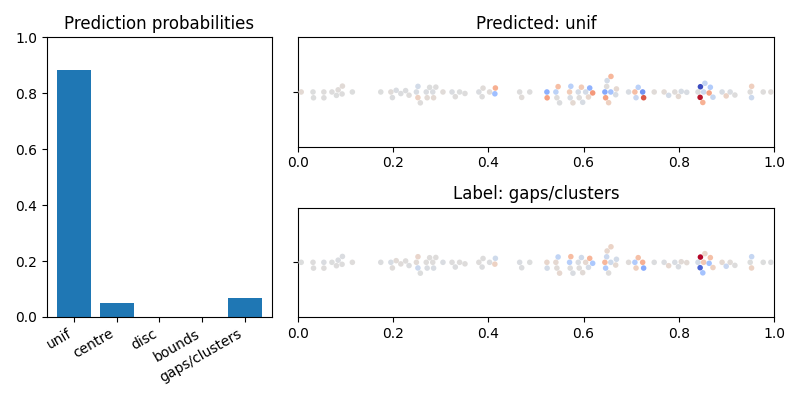 Prediction probabilities
1.0
0.8
0.6
0.4
0.2
0.0
unif
centre
disc
bounds
gaps/clusters
Predicted: unif
0.0 0.2 0.4 0.6 0.8 1.0
Label: gaps/clusters
0.0 0.2 0.4 0.6 0.8 1.0